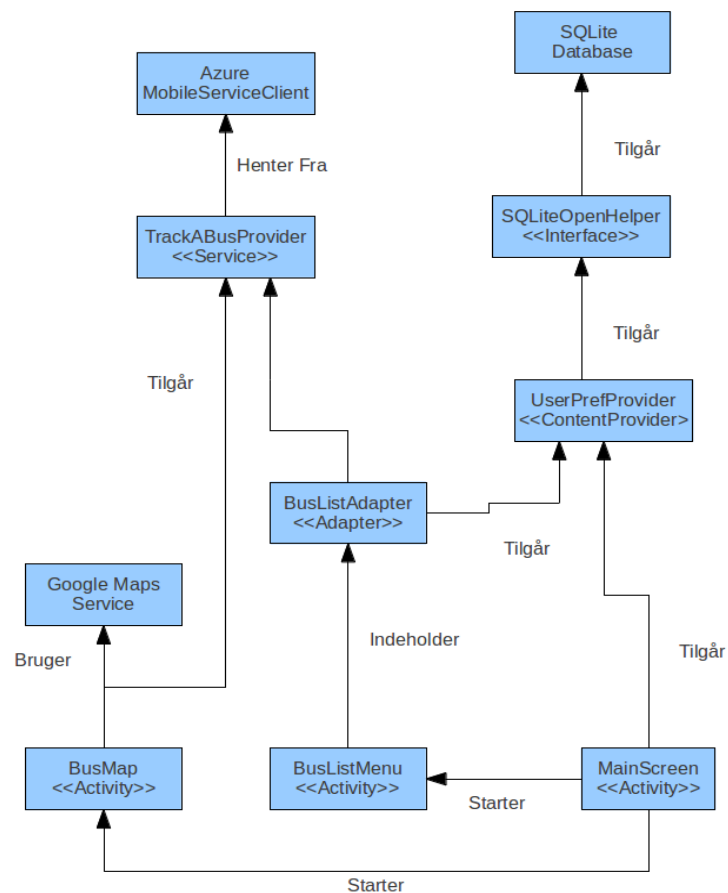 SQLite
Database
Azure
MobileServiceClient
Tilgår
Henter Fra
SQLiteOpenHelper
<<Interface>>
TrackABusProvider
<<Service>>
Tilgår
Tilgår
UserPrefProvider
<<ContentProvider>
BusListAdapter
<<Adapter>>
Tilgår
Google Maps
Service
Bruger
Indeholder
Tilgår
BusMap
<<Activity>>
BusListMenu
<<Activity>>
MainScreen
<<Activity>>
Starter
Starter